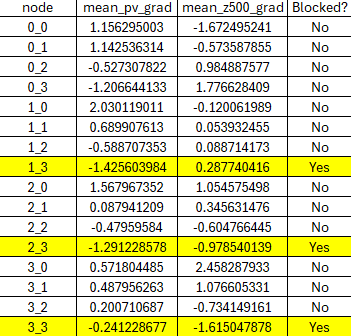 node mean_pv_grad mean_z500_grad Blocked?
0_0 1.156295003 -1.672495241 No
0_1 1.142536314 -0.573587855 No
0_2 -0.527307822 0.984887577 No
0_3 -1.206644133 1.776628409 No
1_0 2.030119011 -0.120061989 No
1_1 0.689907613 0.053932455 No
1_2 -0.588707353 0.088714173 No
1_3 -1.425603984 0.287740416 Yes
2_0 1.567967352 1.054575498 No
2_1 0.087941209 0.345631476 No
2_2 -0.47959584 -0.604766445 No
2_3 -1.291228578 -0.978540139 Yes
3_0 0.571804485 2.458287933 No
3_1 0.487956263 1.076605331 No
3_2 0.200710687 -0.734149161 No
3_3 -0.241228677 -1.615047878 Yes